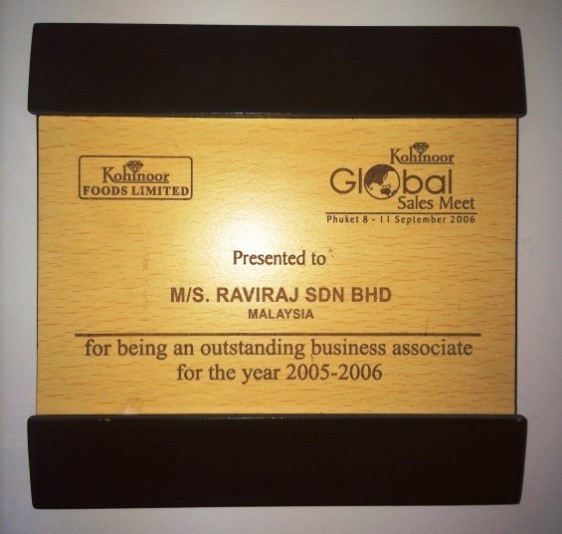 Kohinoor
FOODS LIMITED
Kohinoor
Global
Sales Meet
Phuket 8 - 11 September 2006
Presented to
M/S. RAVIRAJ SDN BHD
MALAYSIA
for being an outstanding business associate
for the year 2005-2006